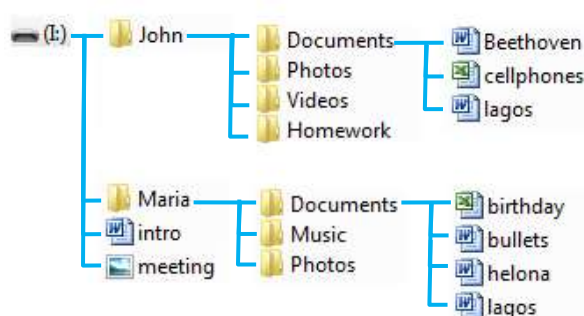 (I:) John Documents Beethoven
Photos cellphones
Videos lagos
Homework
Maria Documents birthday
intro Music bullets
meeting Photos helona
lagos